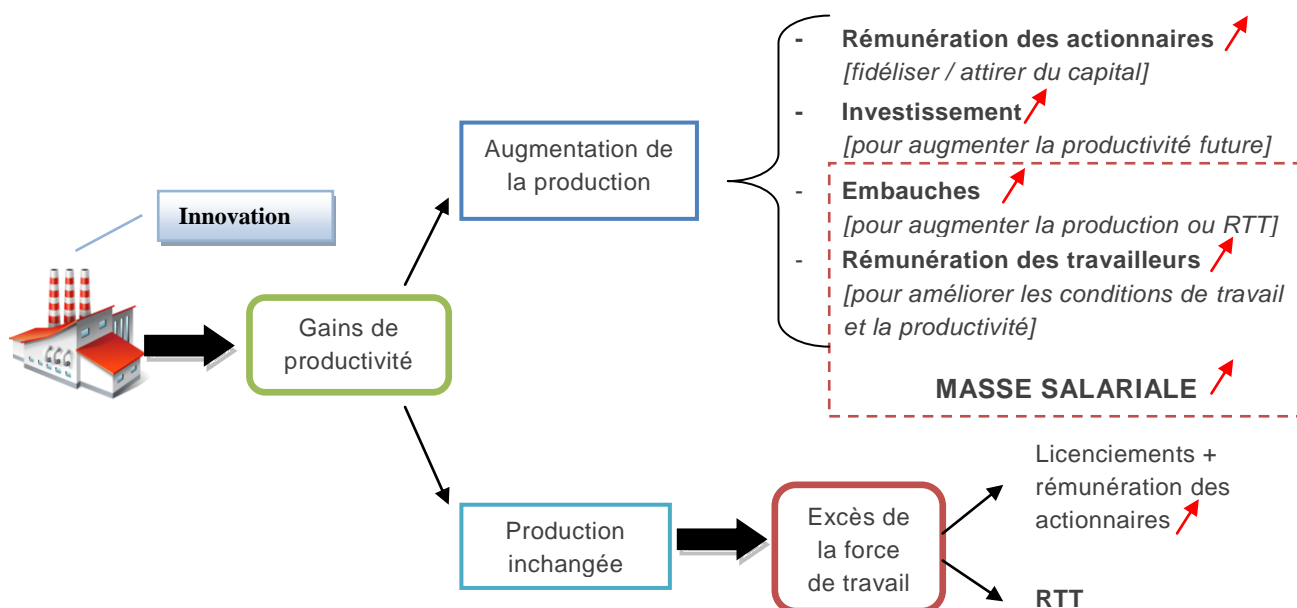 Innovation
Gains de
productivité
Augmentation de
la production
- Rémunération des actionnaires
[fidéliser / attirer du capital]
- Investissement
[pour augmenter la productivité future]
- Embauches
[pour augmenter la production ou RTT]
- Rémunération des travailleurs
[pour améliorer les conditions de travail
et la productivité]
MASSE SALARIALE
Production
inchangée
Excès de
la force
de travail
Licenciements +
rémunération des
actionnaires
RTT